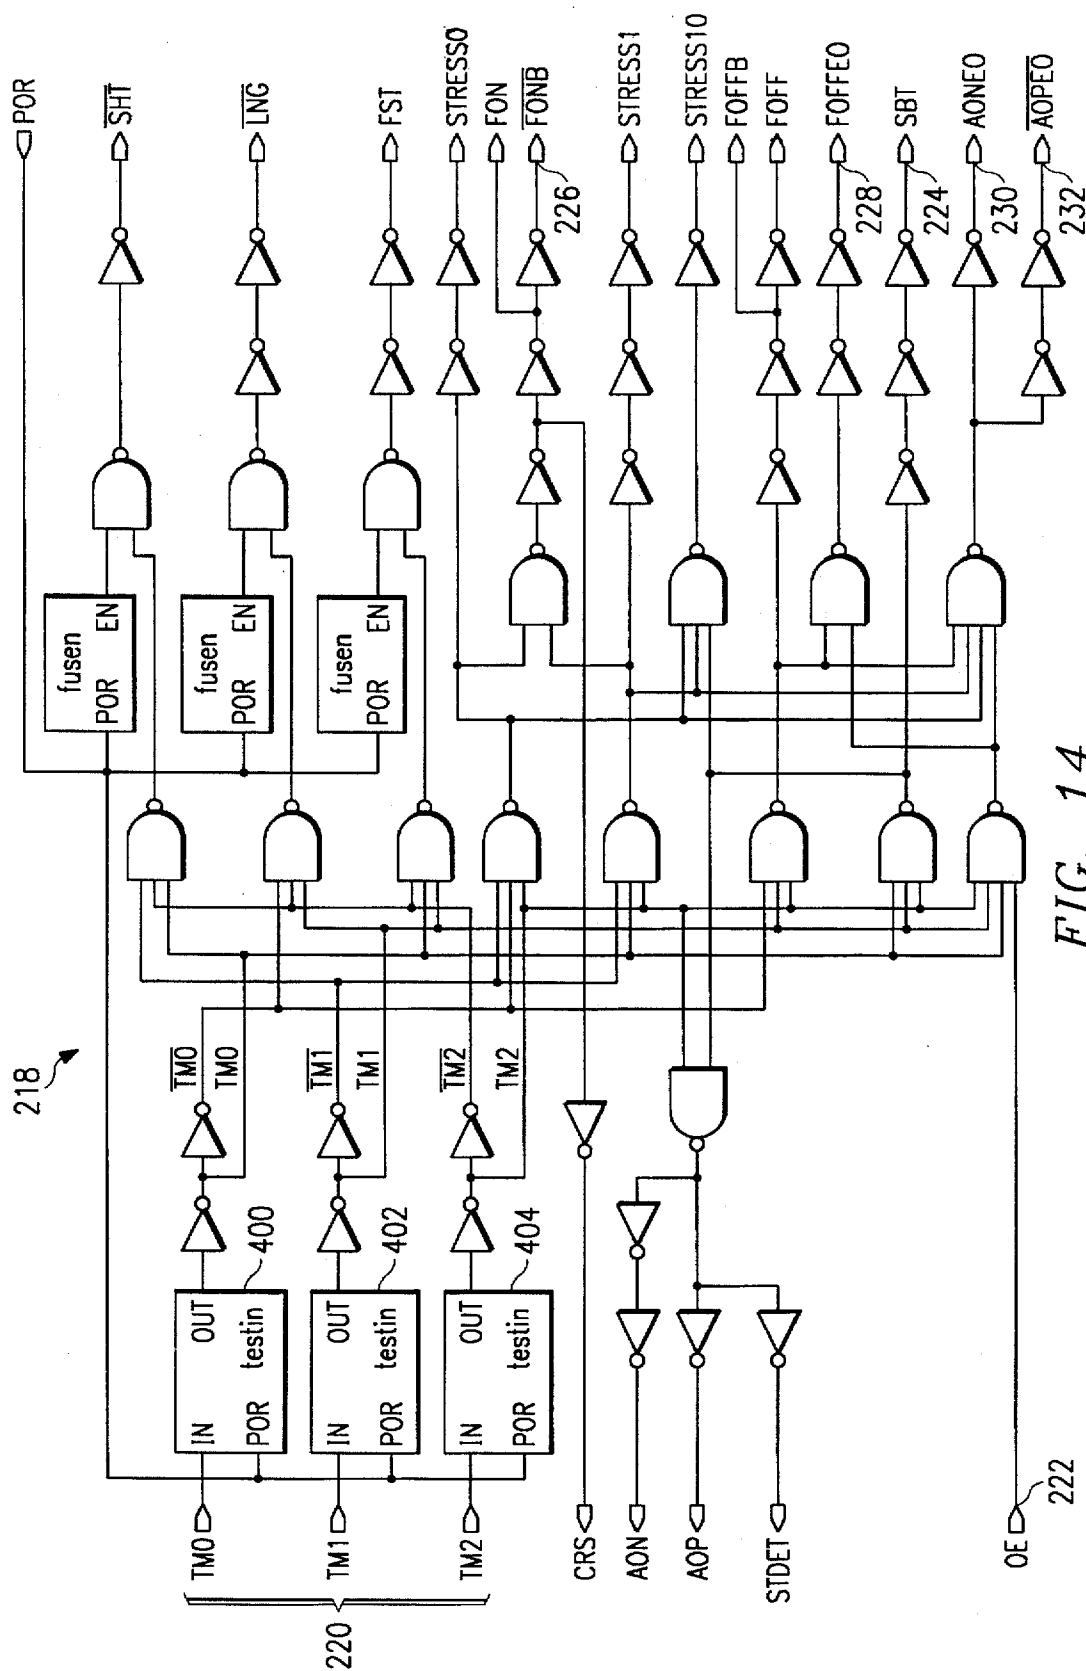 POR
SHT
LNG
FST
STRESS0
FON
FONB
226
STRESS1
STRESS10
FOFFB
FOFF
FOFFEO
228
SBT
224
AONEO
230
AOPEO
232
fusen
POR EN
fusen
POR EN
fusen
POR EN
218
TM0
TM0
TM1
TM1
TM2
TM2
400
402
404
IN OUT
POR testin
IN OUT
POR testin
IN OUT
POR testin
TM0
TM1
TM2
220
CRS
AON
AOP
STDET
OE
222
FIG. 14